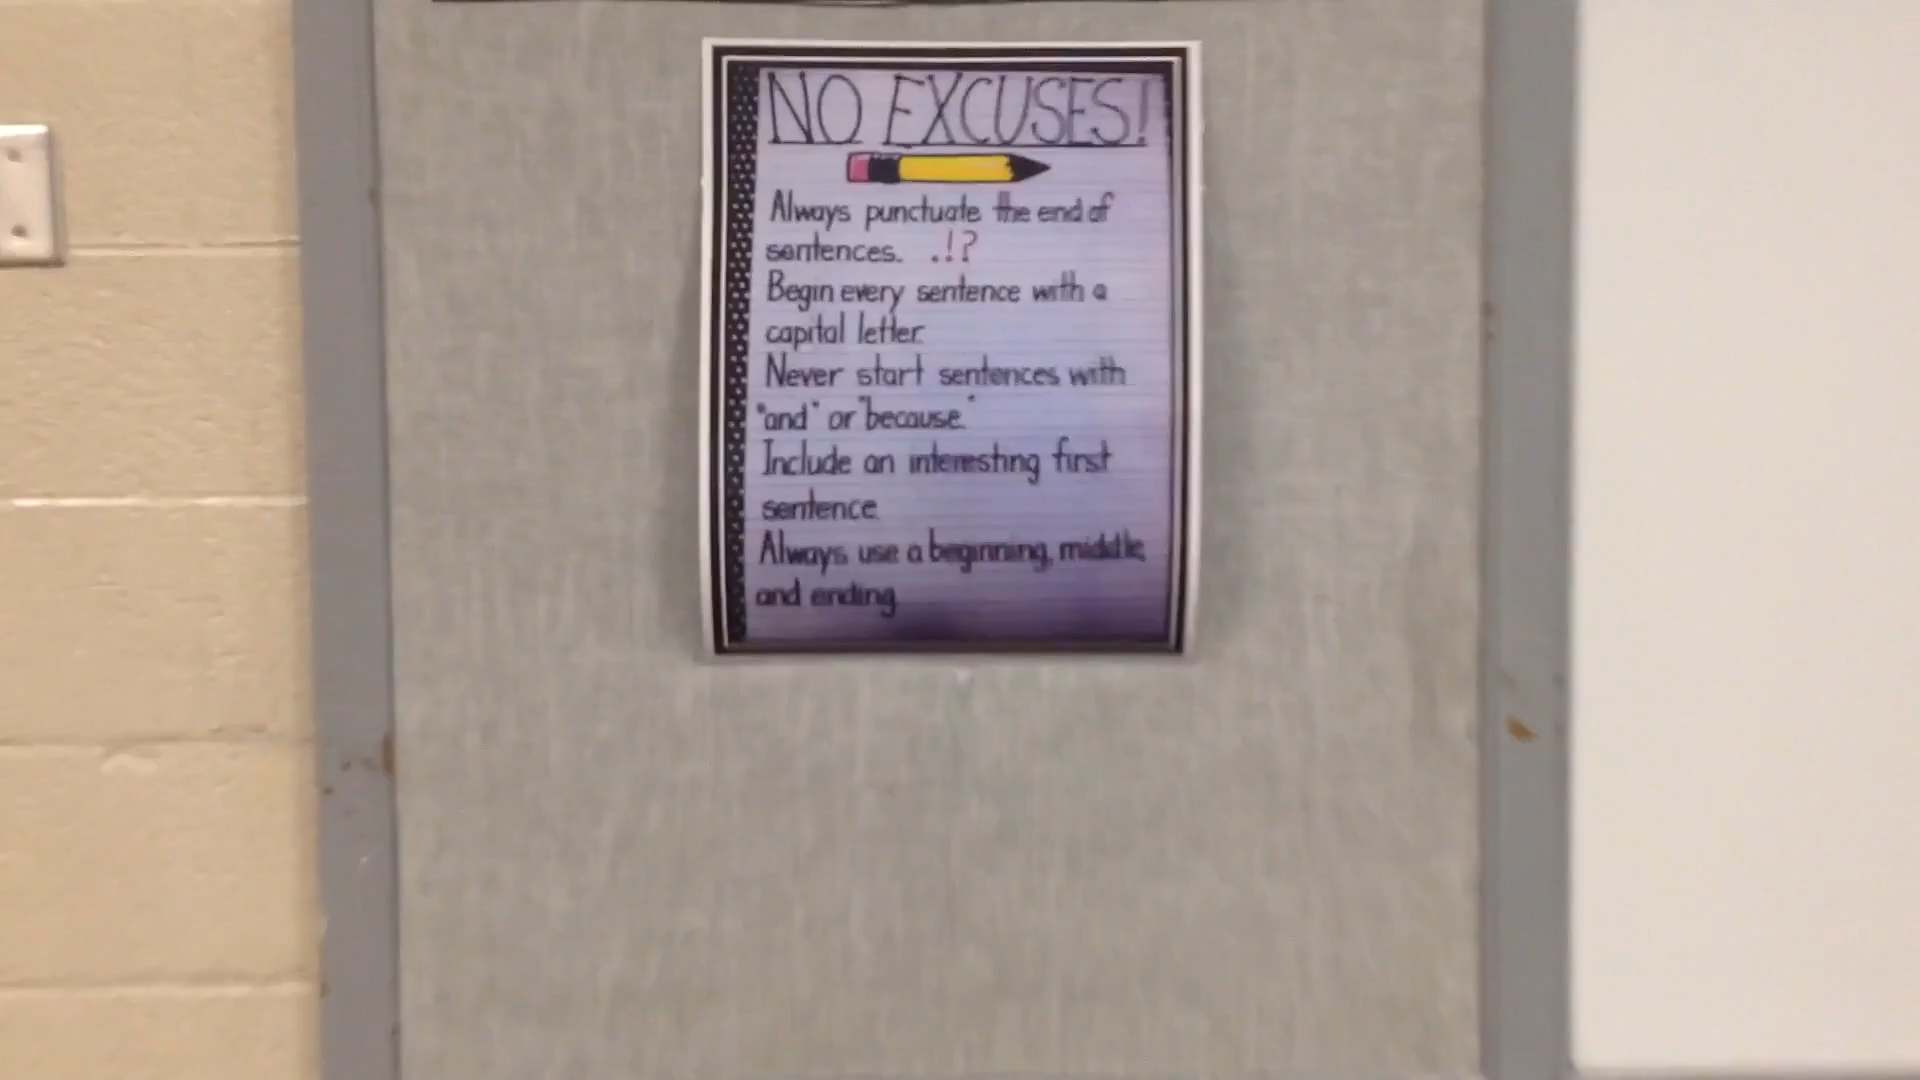 NO EXCUSES!
Always punctuate the end of
sentences. .!?
Begin every sentence with a
capital letter.
Never start sentences with
"and" or "because."
Include an interesting first
sentence.
Always use a beginning, middle,
and ending.